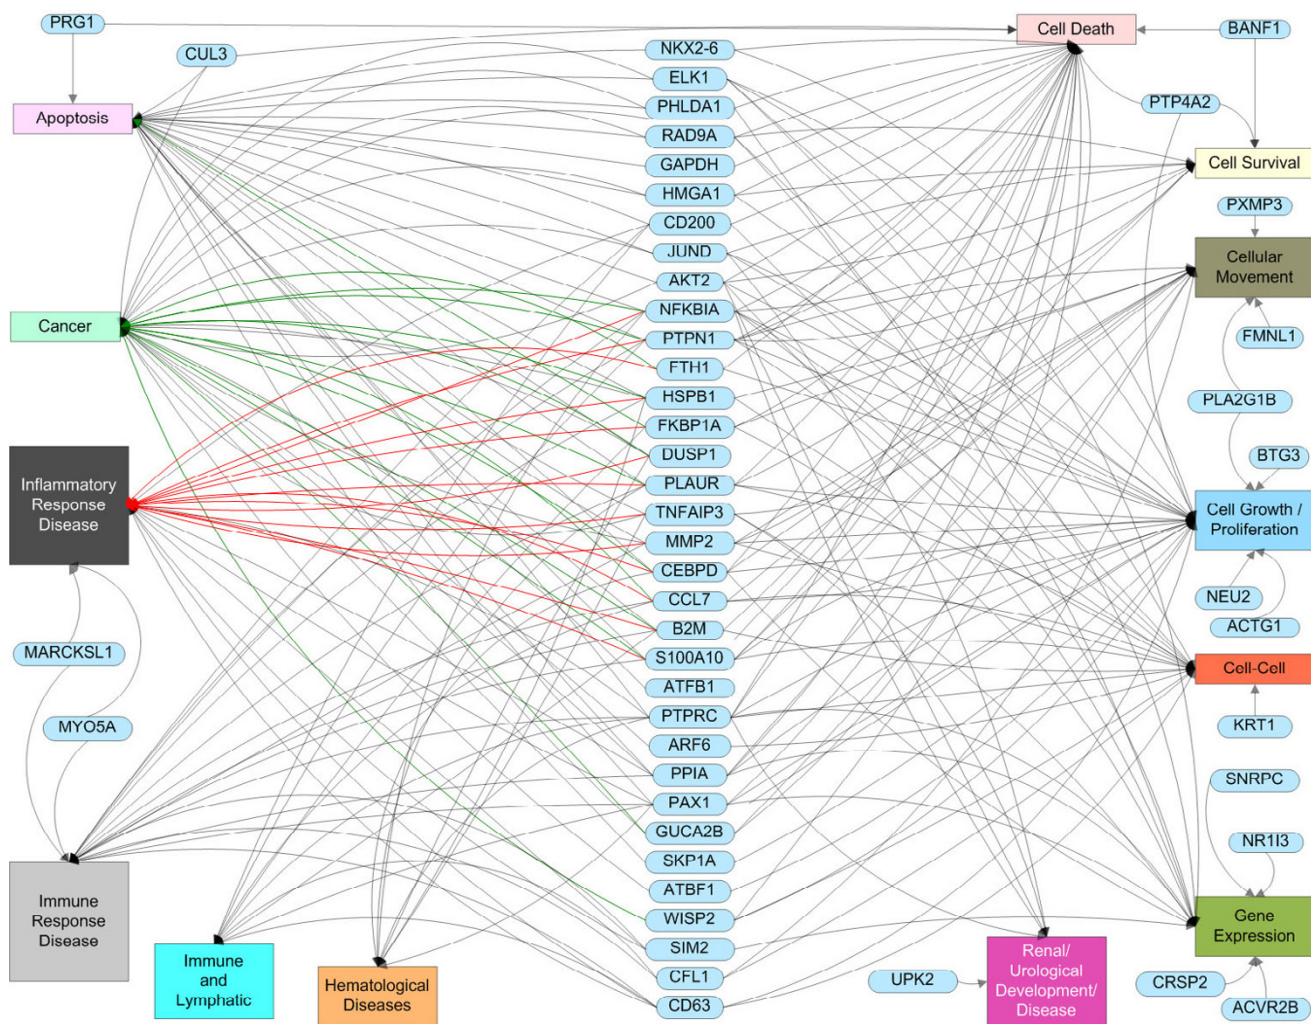 PRG1
Cell Death
BANF1
CUL3
NKX2-6
ELK1
PTP4A2
Apoptosis
PHLDA1
RAD9A
GAPDH
Cell Survival
HMGA1
PXMP3
CD200
JUND
Cellular
Movement
AKT2
NFKBIA
Cancer
PTPN1
FMNL1
FTH1
HSPB1
PLA2G1B
FKBP1A
DUSP1
BTG3
Inflammatory
Response
Disease
PLAUR
TNFAIP3
Cell Growth /
Proliferation
MMP2
CEBPD
CCL7
NEU2
B2M
ACTG1
MARCKSL1
S100A10
Cell-Cell
ATFB1
MYO5A
PTPRC
KRT1
ARF6
PPIA
SNRPC
PAX1
GUCA2B
NR1I3
SKP1A
ATBF1
Immune
Response
Disease
WISP2
Gene
Expression
SIM2
Immune
and
Lymphatic
Hematological
Diseases
CFL1
CD63
UPK2
Renal/
Urological
Development/
Disease
CRSP2
ACVR2B